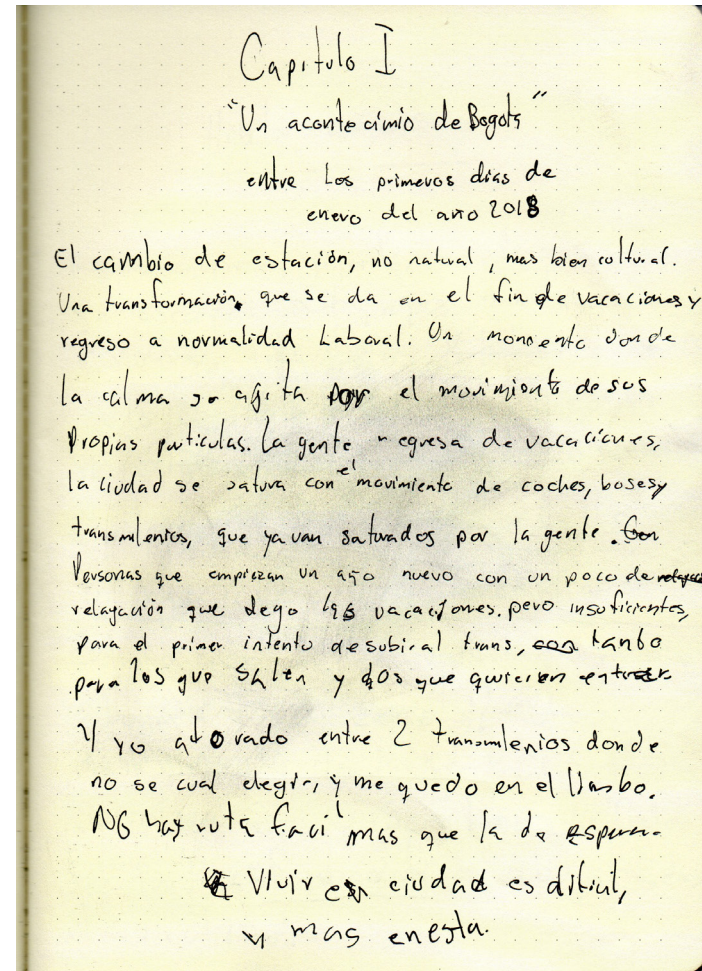 Capitulo I
"Un acontecimio de Bogotá"
entre Los primeros dias de
enero del año 2018
El cambio de estación, no natural, mas bien cultural.
Una transformación, que se da en el fin de vacaciones y
regreso a normalidad Laboral. Un momento donde
la calma se agita por el movimiento de sus
Propias particulas. La gente regresa de vacaciones,
la ciudad se satura con el movimiento de coches, buses y
transmilenios, que ya van saturados por la gente.
Personas que empiezan un año nuevo con un poco de
relagación que dego las vacaciones. pero insuficientes,
para el primer intento de subir al trans, tanto
para los que salen y los que quieren entrar
Y yo atorado entre 2 transmilenios donde
no se cual elegir, y me quedo en el limbo.
NO hay ruta facil mas que la de espera.
Vivir en ciudad es dificil,
y mas en esta.